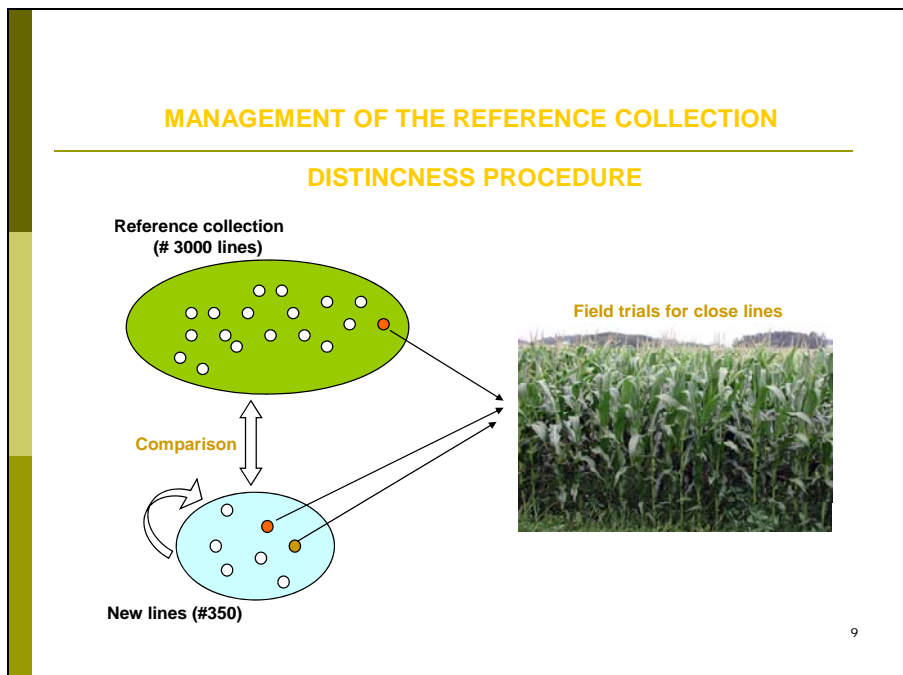 MANAGEMENT OF THE REFERENCE COLLECTION
DISTINCNESS PROCEDURE
Reference collection
(# 3000 lines)
Field trials for close lines
Comparison
New lines (#350)
9